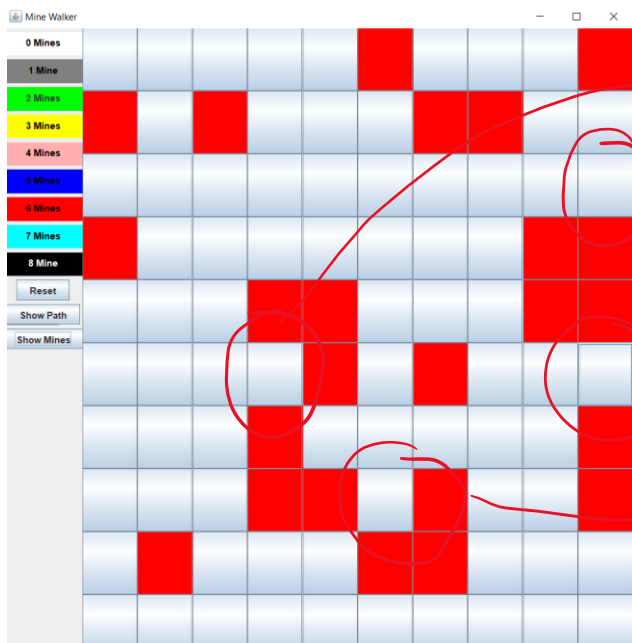 Mine Walker
0 Mines
1 Mine
2 Mines
3 Mines
4 Mines
5 Mines
6 Mines
7 Mines
8 Mine
Reset
Show Path
Show Mines